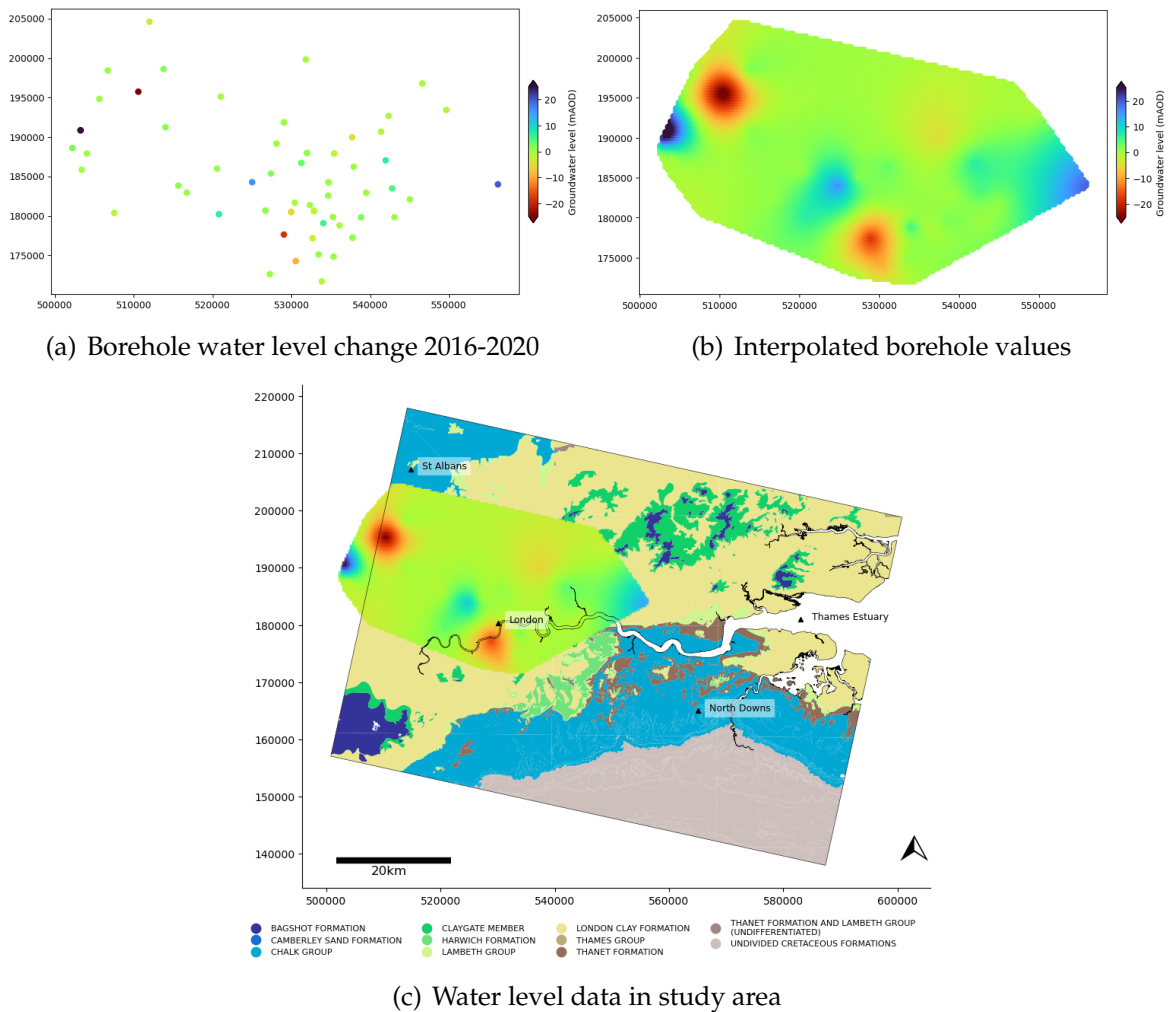 205000
200000
195000
190000
185000
180000
175000
500000 510000 520000 530000 540000 550000
20
10
0
−10
−20
Groundwater level (mAOD)
205000
200000
195000
190000
185000
180000
175000
500000 510000 520000 530000 540000 550000
20
10
0
−10
−20
Groundwater level (mAOD)
(a) Borehole water level change 2016-2020
(b) Interpolated borehole values
220000
210000
200000
190000
180000
170000
160000
150000
140000
St Albans
London
Thames Estuary
North Downs
20km
500000 520000 540000 560000 580000 600000
BAGSHOT FORMATION
CAMBERLEY SAND FORMATION
CHALK GROUP
CLAYGATE MEMBER
HARWICH FORMATION
LAMBETH GROUP
LONDON CLAY FORMATION
THAMES GROUP
THANET FORMATION
THANET FORMATION AND LAMBETH GROUP
(UNDIFFERENTIATED)
UNDIVIDED CRETACEOUS FORMATIONS
(c) Water level data in study area